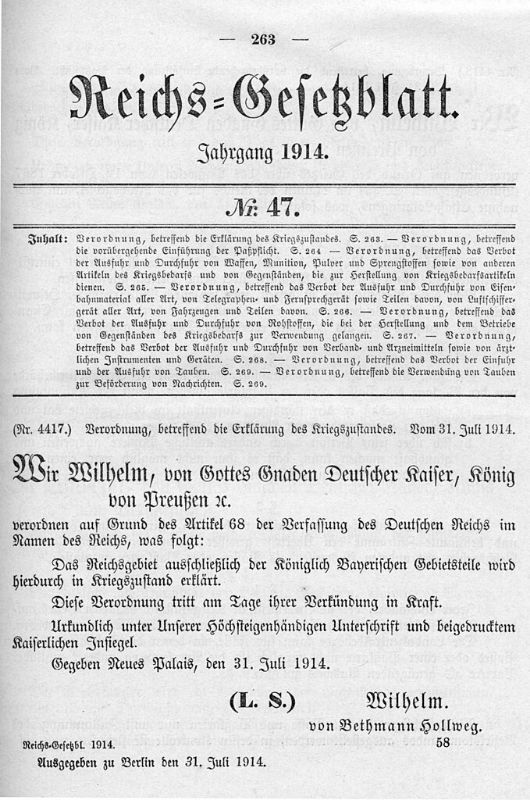 — 263 —
Reichs-Gesetzblatt.
Jahrgang 1914.
№ 47.
Inhalt: Verordnung, betreffend die Erklärung des Kriegszustandes. S. 263. — Verordnung, betreffend
die vorübergehende Einführung der Paßpflicht. S. 264 — Verordnung, betreffend das Verbot
der Ausfuhr und Durchfuhr von Waffen, Munition, Pulver und Sprengstoffen sowie von anderen
Artikeln des Kriegsbedarfs und von Gegenständen, die zur Herstellung von Kriegsbedarfsartikeln
dienen. S. 265. — Verordnung, betreffend das Verbot der Ausfuhr und Durchfuhr von Eisen-
bahnmaterial aller Art, von Telegraphen- und Fernsprechgerät sowie Teilen davon, von Luftschiffer-
gerät aller Art, von Fahrzeugen und Teilen davon. S. 266. — Verordnung, betreffend das
Verbot der Ausfuhr und Durchfuhr von Rohstoffen, die bei der Herstellung und dem Betriebe
von Gegenständen des Kriegsbedarfs zur Verwendung gelangen. S. 267. — Verordnung,
betreffend das Verbot der Ausfuhr und Durchfuhr von Verband- und Arzneimitteln sowie von ärzt-
lichen Instrumenten und Geräten. S. 268. — Verordnung, betreffend das Verbot der Einfuhr
und der Ausfuhr von Tauben. S. 269. — Verordnung, betreffend die Verwendung von Tauben
zur Beförderung von Nachrichten. S. 269.
(Nr. 4417.) Verordnung, betreffend die Erklärung des Kriegszustandes. Vom 31. Juli 1914.
Wir Wilhelm, von Gottes Gnaden Deutscher Kaiser, König
von Preußen ꝛc.
verordnen auf Grund des Artikel 68 der Verfassung des Deutschen Reichs im
Namen des Reichs, was folgt:
Das Reichsgebiet ausschließlich der Königlich Bayerischen Gebietsteile wird
hierdurch in Kriegszustand erklärt.
Diese Verordnung tritt am Tage ihrer Verkündung in Kraft.
Urkundlich unter Unserer Höchsteigenhändigen Unterschrift und beigedrucktem
Kaiserlichen Insiegel.
Gegeben Neues Palais, den 31. Juli 1914.
(L. S.) Wilhelm.
von Bethmann Hollweg.
Reichs-Gesetzbl. 1914. 58
Ausgegeben zu Berlin den 31. Juli 1914.